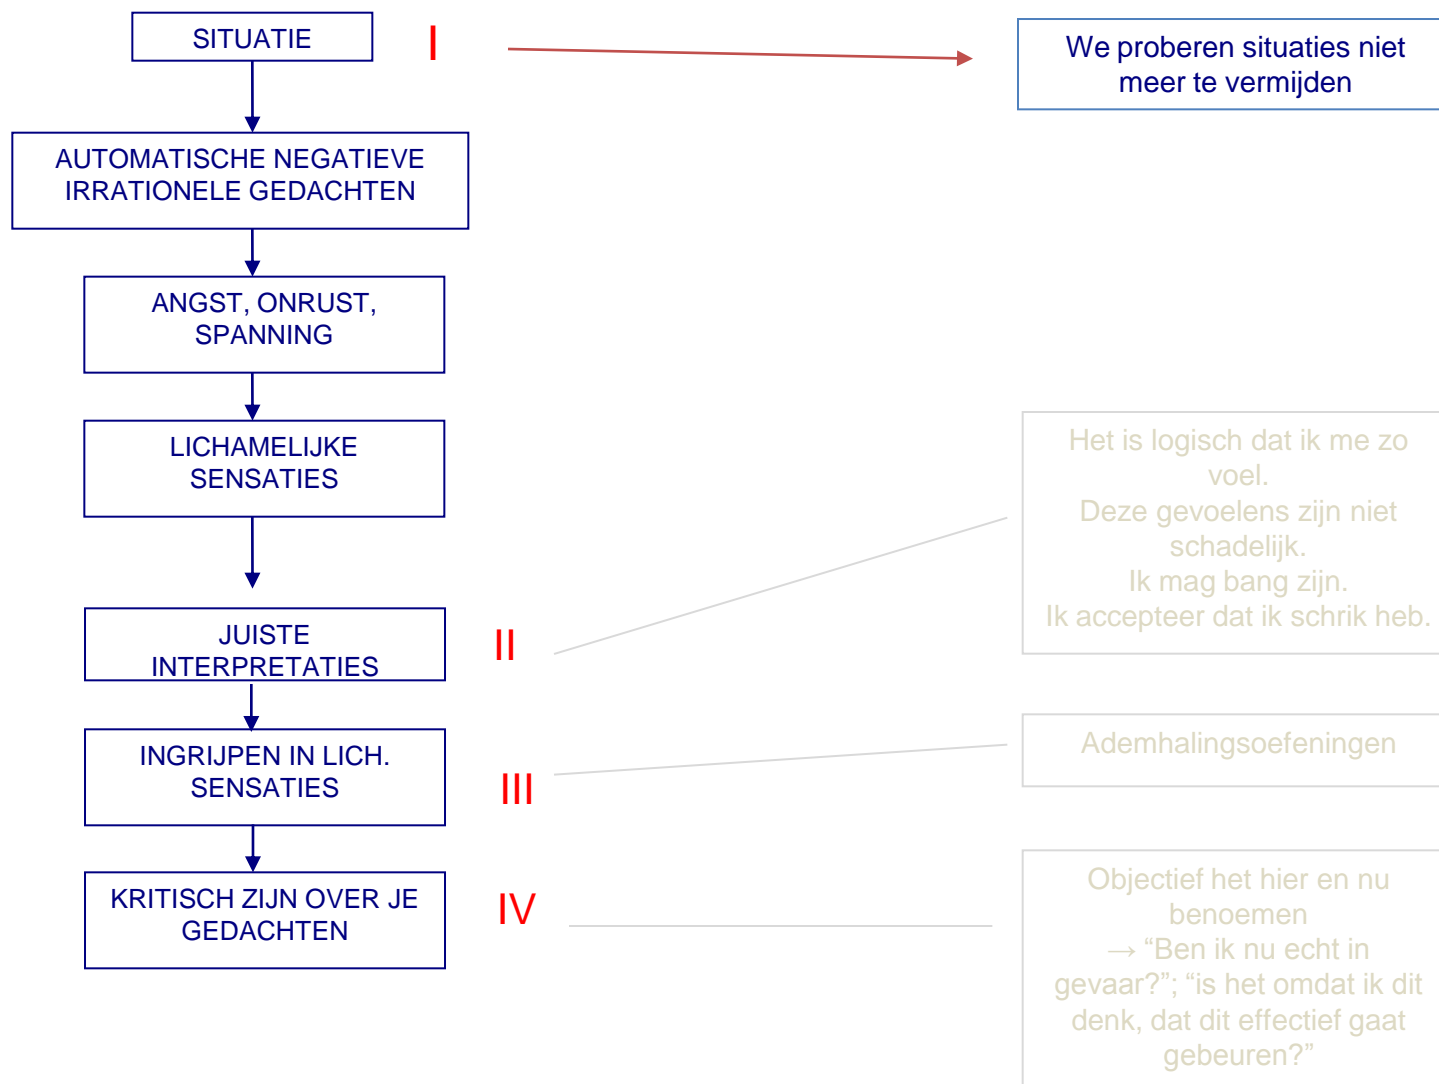 SITUATIE
I
We proberen situaties niet
meer te vermijden
AUTOMATISCHE NEGATIEVE
IRRATIONELE GEDACHTEN
ANGST, ONRUST,
SPANNING
LICHAMELIJKE
SENSATIES
Het is logisch dat ik me zo
voel.
Deze gevoelens zijn niet
schadelijk.
Ik mag bang zijn.
Ik accepteer dat ik schrik heb.
JUISTE
INTERPRETATIES
II
INGRIJPEN IN LICH.
SENSATIES
III
Ademhalingsoefeningen
KRITISCH ZIJN OVER JE
GEDACHTEN
IV
Objectief het hier en nu
benoemen
→ “Ben ik nu echt in
gevaar?”; “is het omdat ik dit
denk, dat dit effectief gaat
gebeuren?”